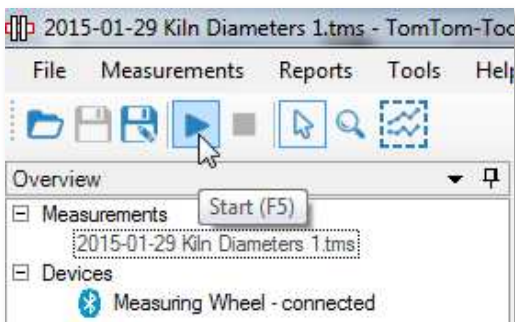 2015-01-29 Kiln Diameters 1.tms - TomTom-Too
File Measurements Reports Tools Help
Overview
Start (F5)
Measurements
2015-01-29 Kiln Diameters 1.tms
Devices
Measuring Wheel - connected